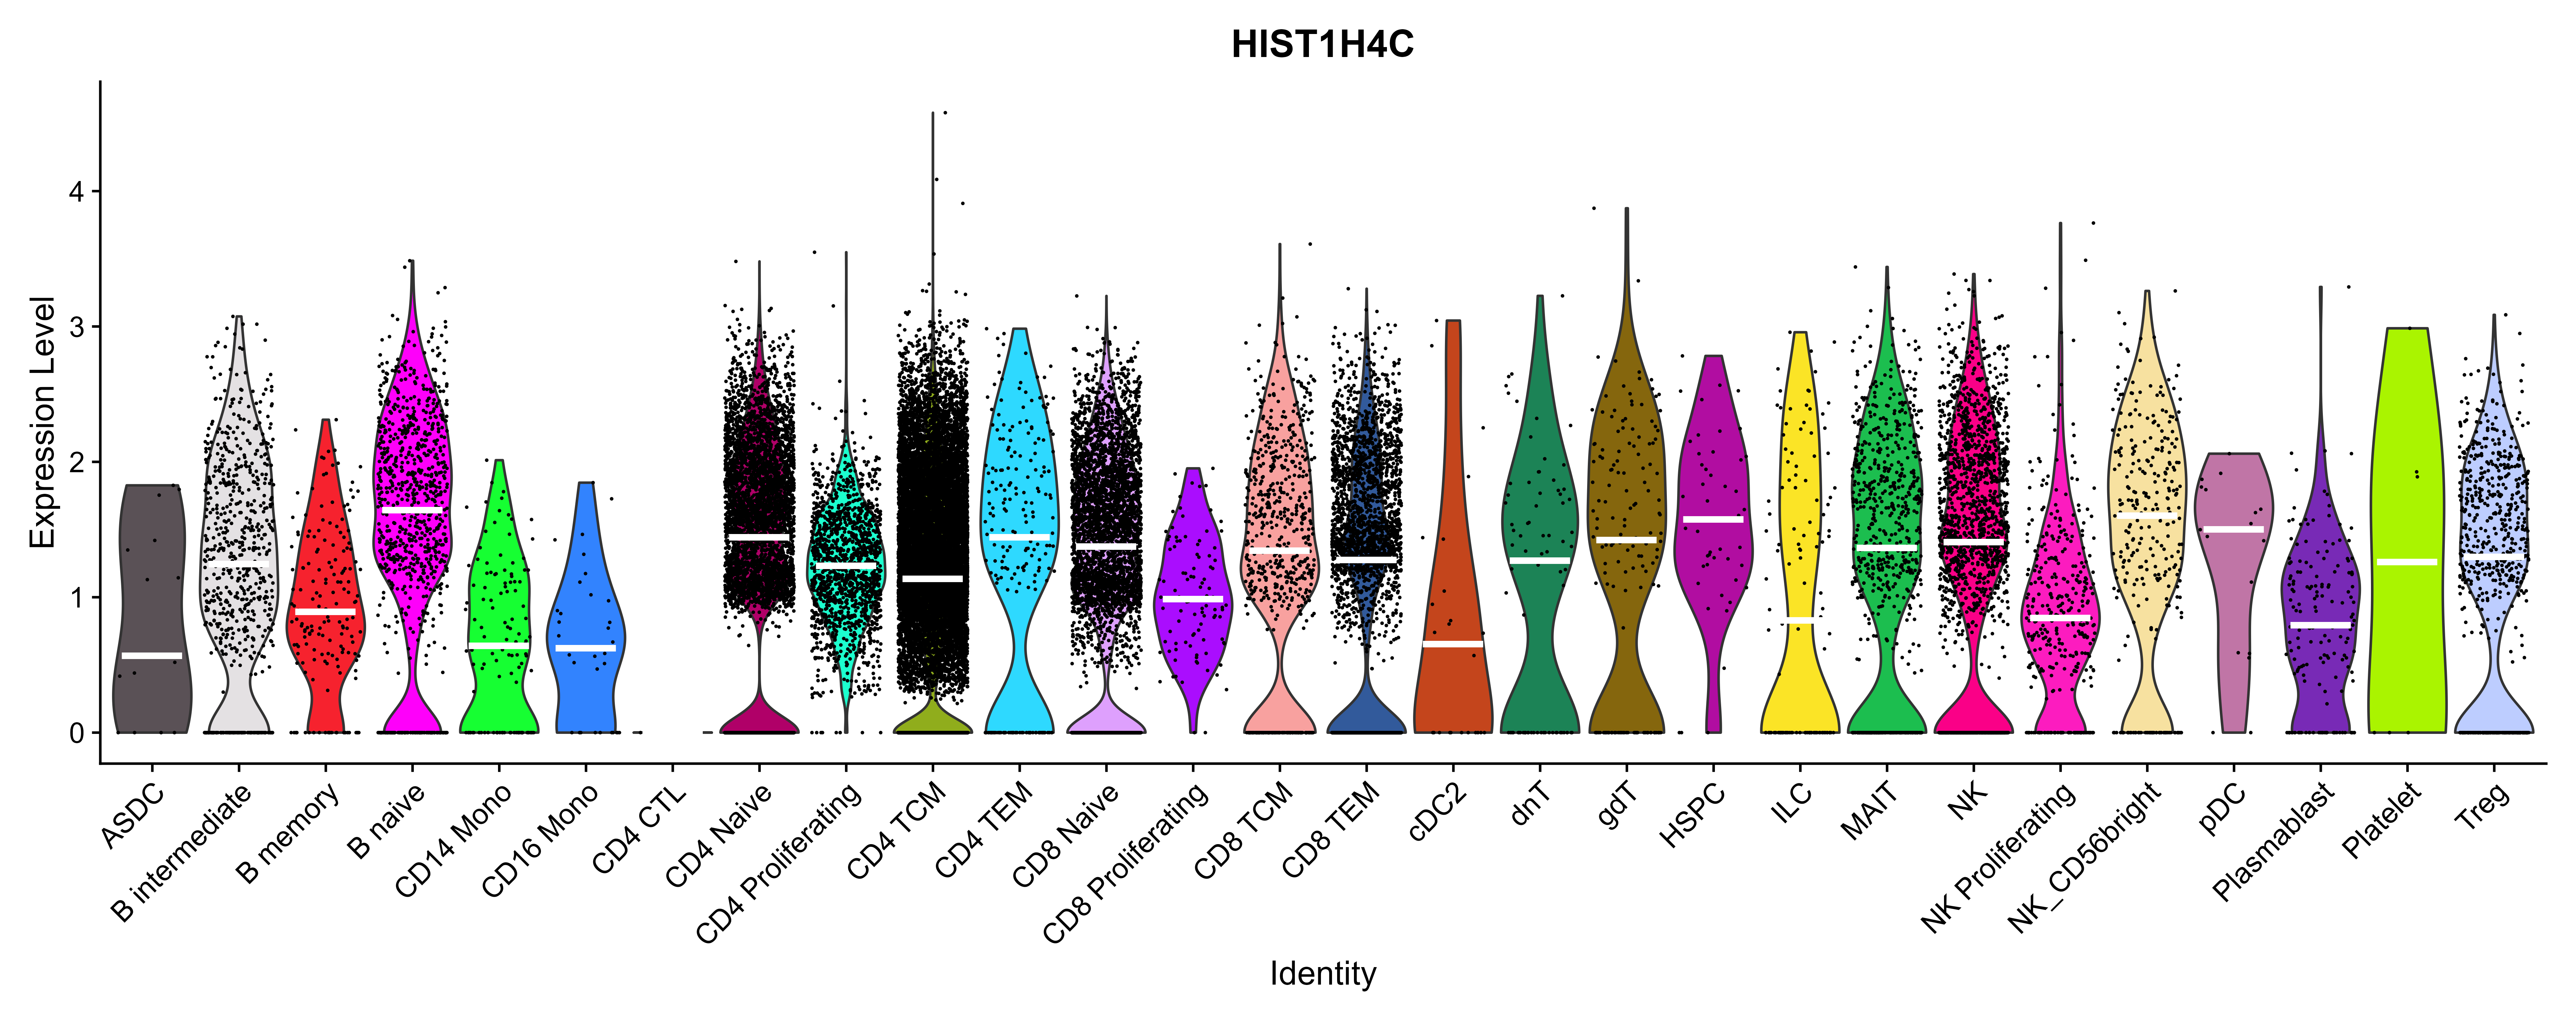 HIST1H4C
Expression Level
4
3
2
1
0
ASDC
B intermediate
B memory
B naive
CD14 Mono
CD16 Mono
CD4 CTL
CD4 Naive
CD4 Proliferating
CD4 TCM
CD4 TEM
CD8 Naive
CD8 Proliferating
CD8 TCM
CD8 TEM
cDC2
dnT
gdT
HSPC
ILC
MAIT
NK
NK Proliferating
NK_CD56bright
pDC
Plasmablast
Platelet
Treg
Identity